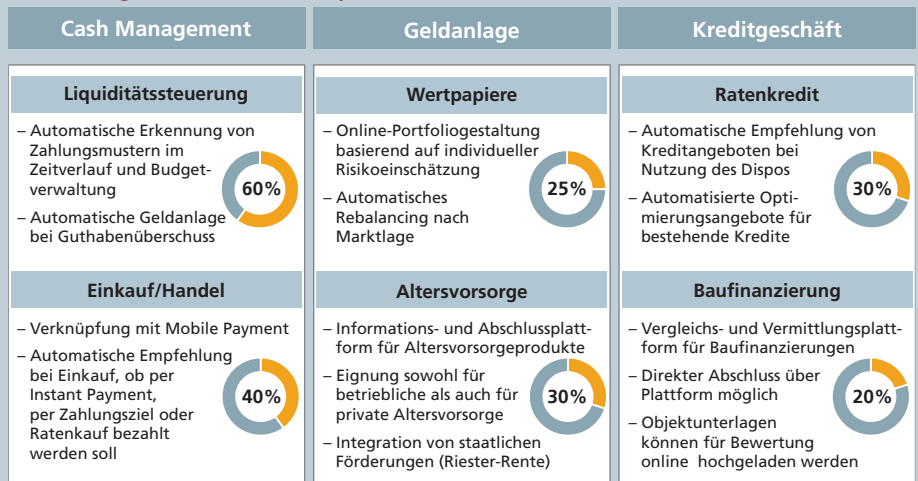 Cash Management
Geldanlage
Kreditgeschäft
Liquiditätssteuerung
– Automatische Erkennung von
Zahlungsmustern im
Zeitverlauf und Budget-
verwaltung
– Automatische Geldanlage
bei Guthabenüberschuss
60%
Wertpapiere
– Online-Portfoliogestaltung
basierend auf individueller
Risikoeinschätzung
– Automatisches
Rebalancing nach
Marktlage
25%
Ratenkredit
– Automatische Empfehlung von
Kreditangeboten bei
Nutzung des Dispos
– Automatisierte Opti-
mierungsangebote für
bestehende Kredite
30%
Einkauf/Handel
– Verknüpfung mit Mobile Payment
– Automatische Empfehlung
bei Einkauf, ob per
Instant Payment,
per Zahlungsziel oder
Ratenkauf bezahlt
werden soll
40%
Altersvorsorge
– Informations- und Abschlussplatt-
form für Altersvorsorgeprodukte
– Eignung sowohl für
betriebliche als auch für
private Altersvorsorge
– Integration von staatlichen
Förderungen (Riester-Rente)
30%
Baufinanzierung
– Vergleichs- und Vermittlungsplatt-
form für Baufinanzierungen
– Direkter Abschluss über
Plattform möglich
– Objektunterlagen
können für Bewertung
online hochgeladen werden
20%